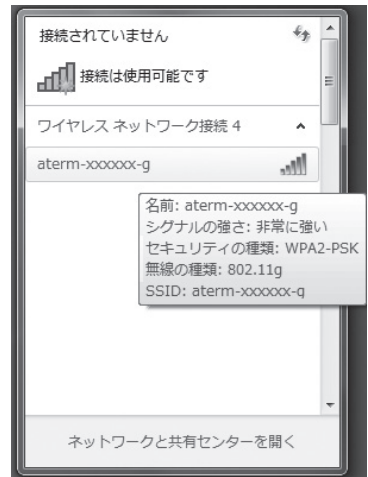 接続されていません
接続は使用可能です
ワイヤレス ネットワーク接続 4
aterm-xxxxxx-g
名前: aterm-xxxxxx-g
シグナルの強さ: 非常に強い
セキュリティの種類: WPA2-PSK
無線の種類: 802.11g
SSID: aterm-xxxxxx-g
ネットワークと共有センターを開く